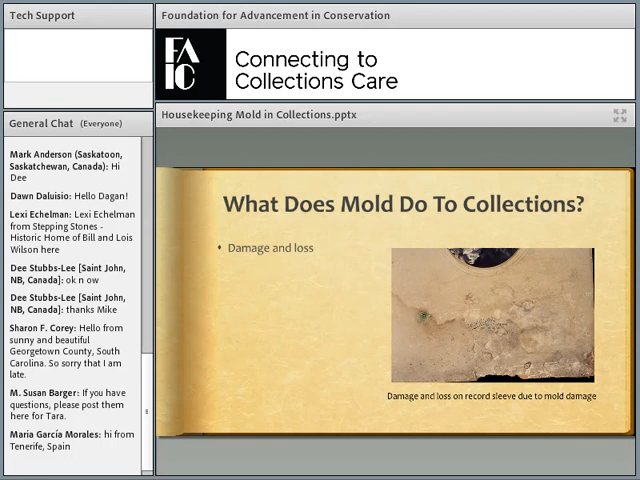 Tech Support
Foundation for Advancement in Conservation
FA
IC
Connecting to
Collections Care
General Chat (Everyone)
Mark Anderson (Saskatoon,
Saskatchewan, Canada): Hi
Dee
Dawn Daluisio: Hello Dagan!
Lexi Echelman: Lexi Echelman
from Stepping Stones -
Historic Home of Bill and Lois
Wilson here
Dee Stubbs-Lee [Saint John,
NB, Canada]: ok n ow
Dee Stubbs-Lee [Saint John,
NB, Canada]: thanks Mike
Sharon F. Corey: Hello from
sunny and beautiful
Georgetown County, South
Carolina. So sorry that I am
late.
M. Susan Barger: If you have
questions, please post them
here for Tara.
Maria García Morales: hi from
Tenerife, Spain
Housekeeping Mold in Collections.pptx
What Does Mold Do To Collections?
• Damage and loss
Damage and loss on record sleeve due to mold damage